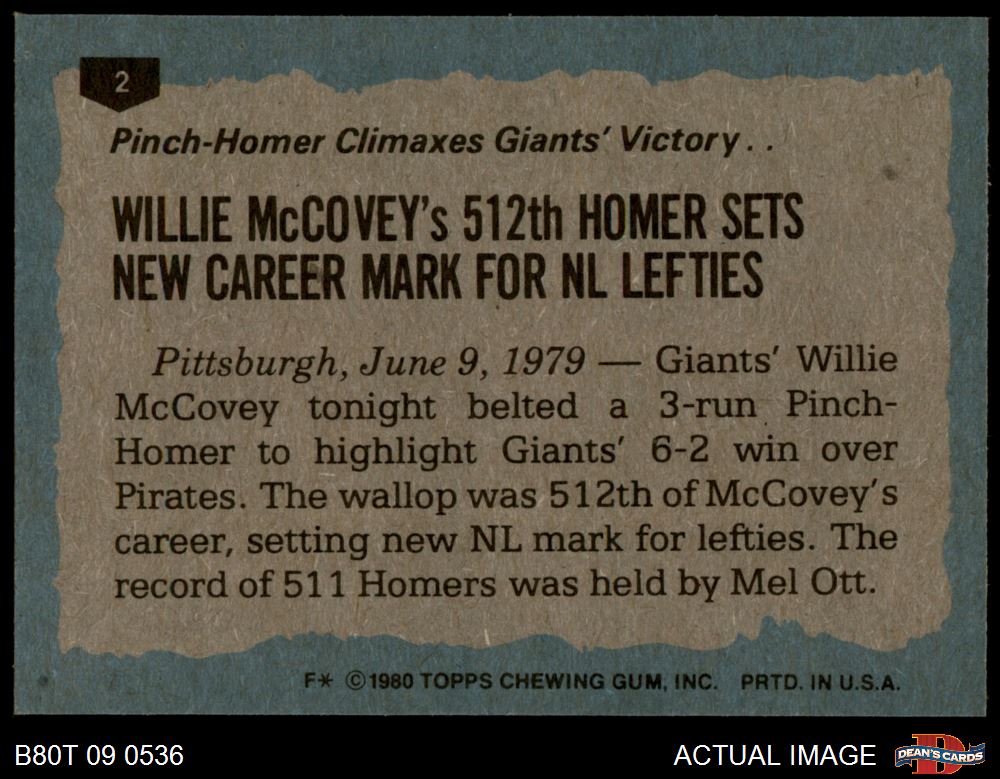 2
Pinch-Homer Climaxes Giants' Victory . .
WILLIE McCOVEY's 512th HOMER SETS
NEW CAREER MARK FOR NL LEFTIES
Pittsburgh, June 9, 1979 — Giants' Willie
McCovey tonight belted a 3-run Pinch-
Homer to highlight Giants' 6-2 win over
Pirates. The wallop was 512th of McCovey's
career, setting new NL mark for lefties. The
record of 511 Homers was held by Mel Ott.
F* ©1980 TOPPS CHEWING GUM, INC. PRTD. IN U.S.A.
B80T 09 0536
ACTUAL IMAGE
D
DEAN'S CARDS